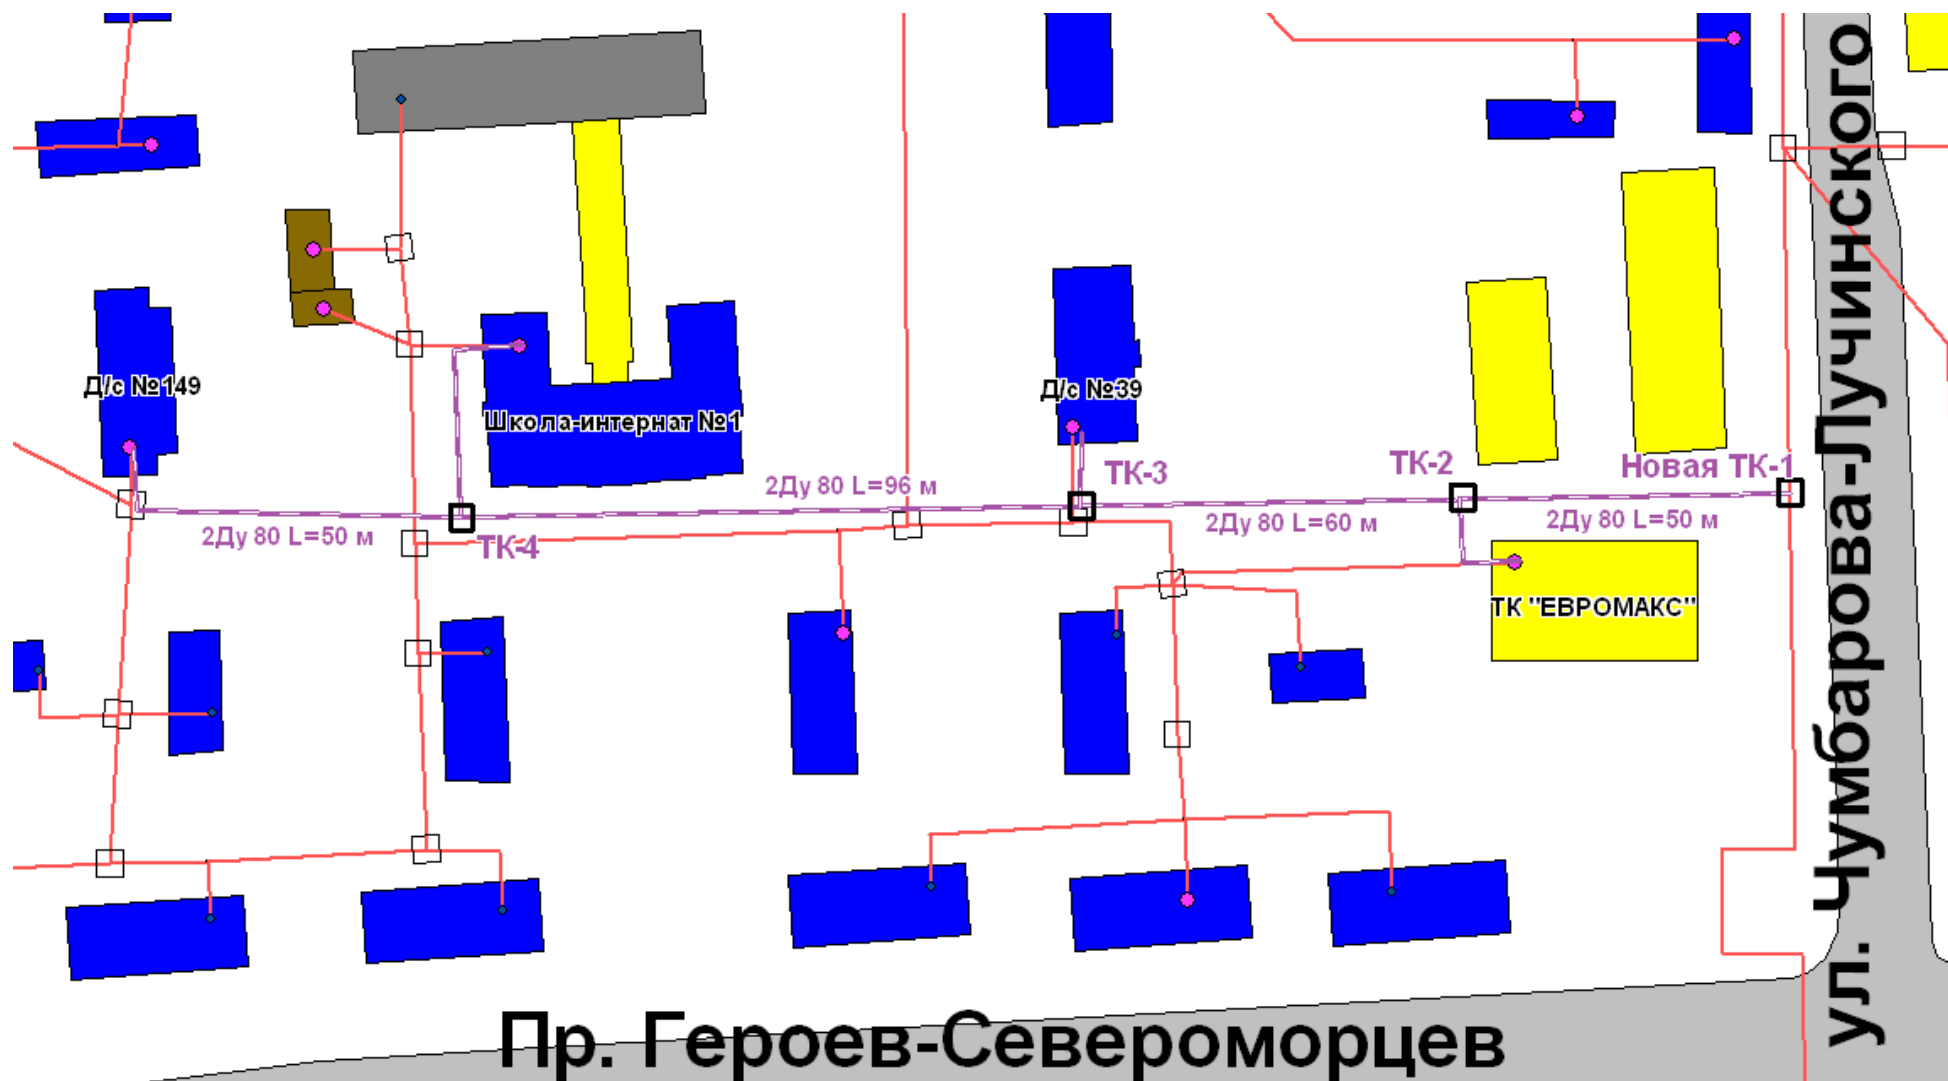 Д/с №149
Школа-интернат №1
Д/с №39
ТК-2
Новая ТК-1
ТК-3
2Ду 80 L=96 м
2Ду 80 L=60 м
2Ду 80 L=50 м
2Ду 80 L=50 м
ТК-4
ТК "ЕВРОМАКС"
ул. Чумбарова-Лучинского
Пр. Героев-Североморцев